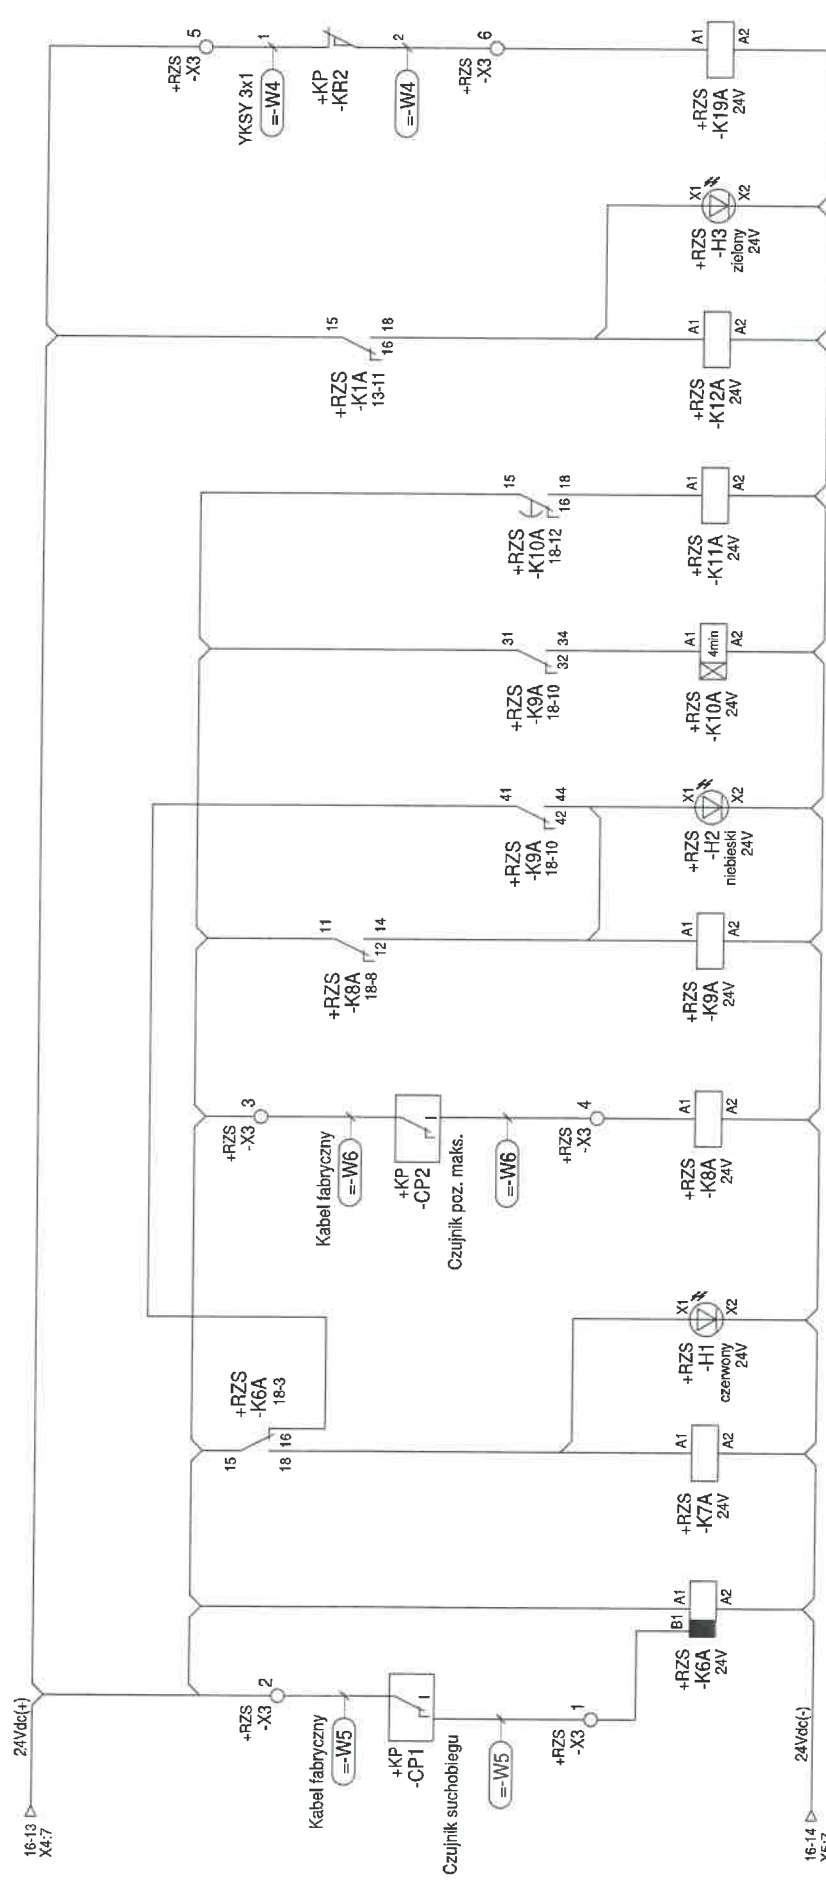 16-13
X4:7
24Vdc(+)
+RZS
-X3
2
Kabel fabryczny
=-W5
+KP
-CP1
Czujnik suchobiegu
=-W5
+RZS
-X3
1
+RZS
-K6A
24V
B1
A1
A2
24Vdc(-)
16-14
15
18
16
+RZS
-K6A
18-3
+RZS
-K7A
24V
A1
A2
+RZS
-H1
czerwony
24V
X1
X2
+RZS
-X3
3
Kabel fabryczny
=-W6
+KP
-CP2
Czujnik poz. maks.
=-W6
+RZS
-X3
4
+RZS
-K8A
24V
A1
A2
11
12
14
+RZS
-K8A
18-8
+RZS
-K9A
24V
A1
A2
41
42
44
+RZS
-K9A
18-10
+RZS
-H2
niebieski
24V
X1
X2
31
32
34
+RZS
-K9A
18-10
+RZS
-K10A
24V
A1
4min
A2
15
16
18
+RZS
-K10A
18-12
+RZS
-K11A
24V
A1
A2
15
16
18
+RZS
-K1A
13-11
+RZS
-K12A
24V
A1
A2
+RZS
-H3
zielony
24V
X1
X2
+RZS
-X3
5
YKSY 3x1
=-W4
1
+KP
-KR2
=-W4
2
+RZS
-X3
6
+RZS
-K19A
24V
A1
A2